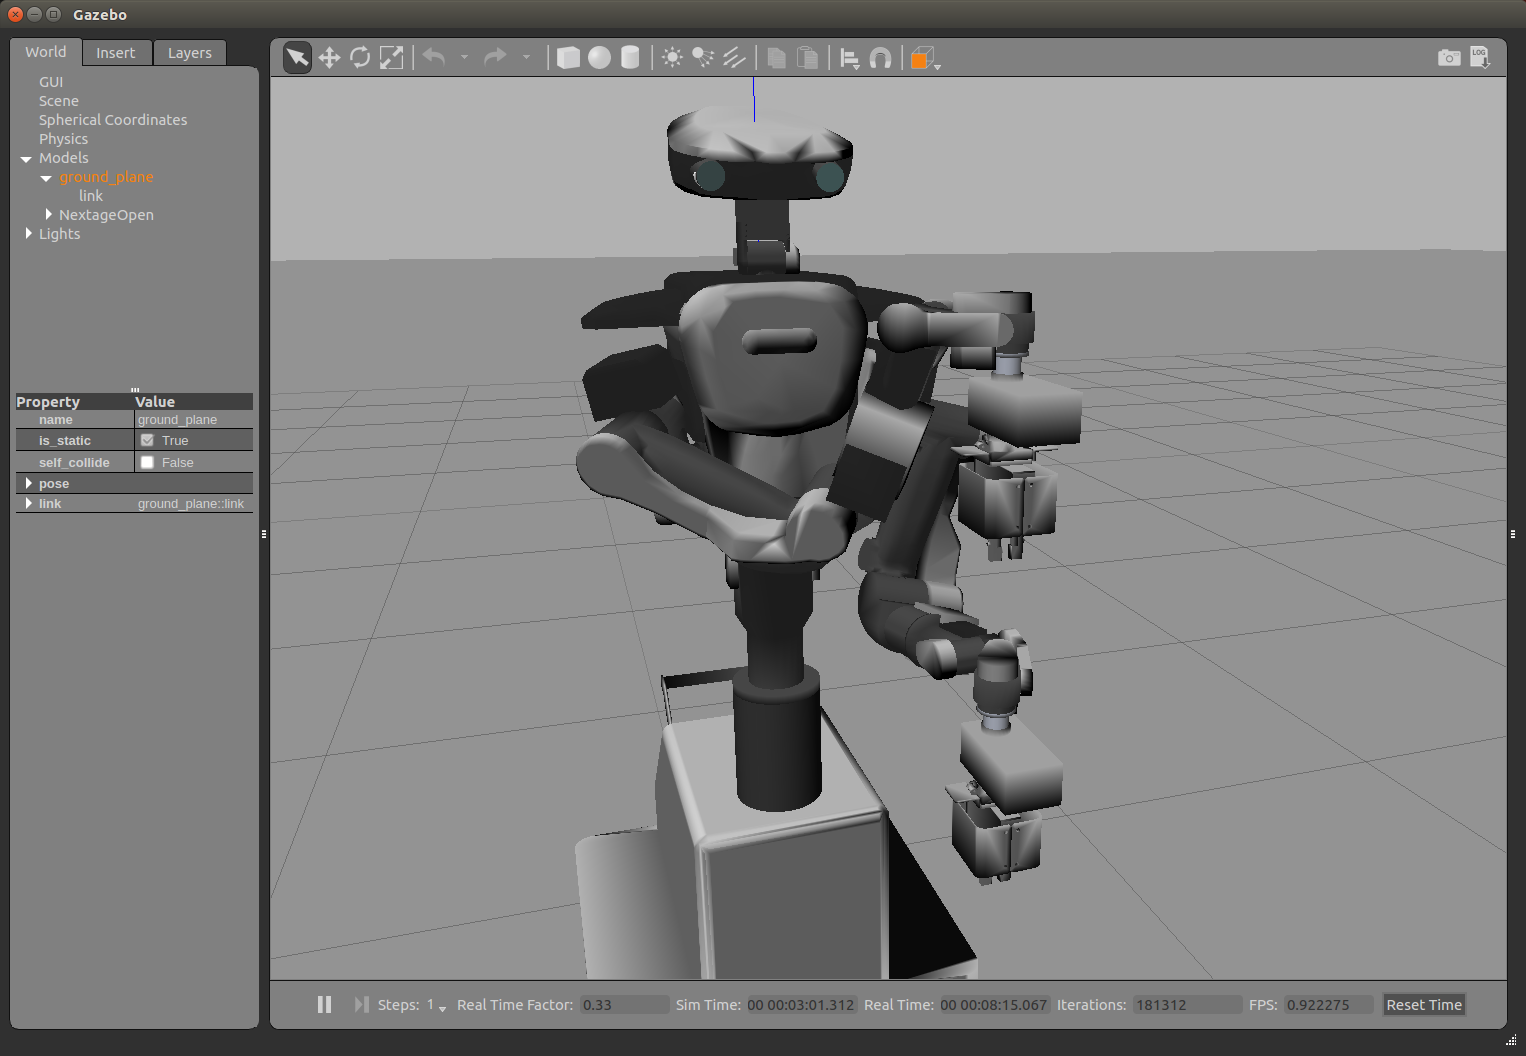 Gazebo
World Insert Layers
GUI
Scene
Spherical Coordinates
Physics
Models
ground_plane
link
NextageOpen
Lights
Property Value
name ground_plane
is_static True
self_collide False
pose
link ground_plane::link
LOG
Steps: 1 Real Time Factor: 0.33 Sim Time: 00 00:03:01.312 Real Time: 00 00:08:15.067 Iterations: 181312 FPS: 0.922275 Reset Time